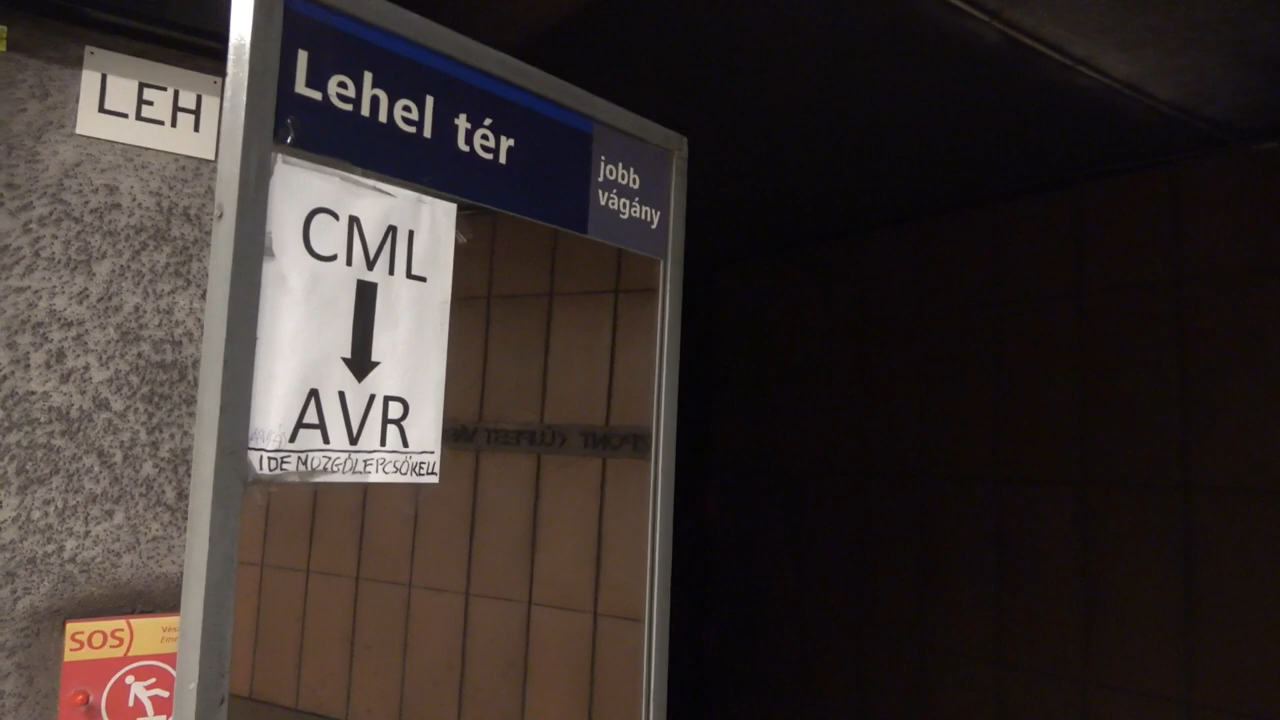 LEH
Lehel tér
jobb
vágány
CML
AVR
IDE MOZGÓLÉPCSŐ KELL
SOS